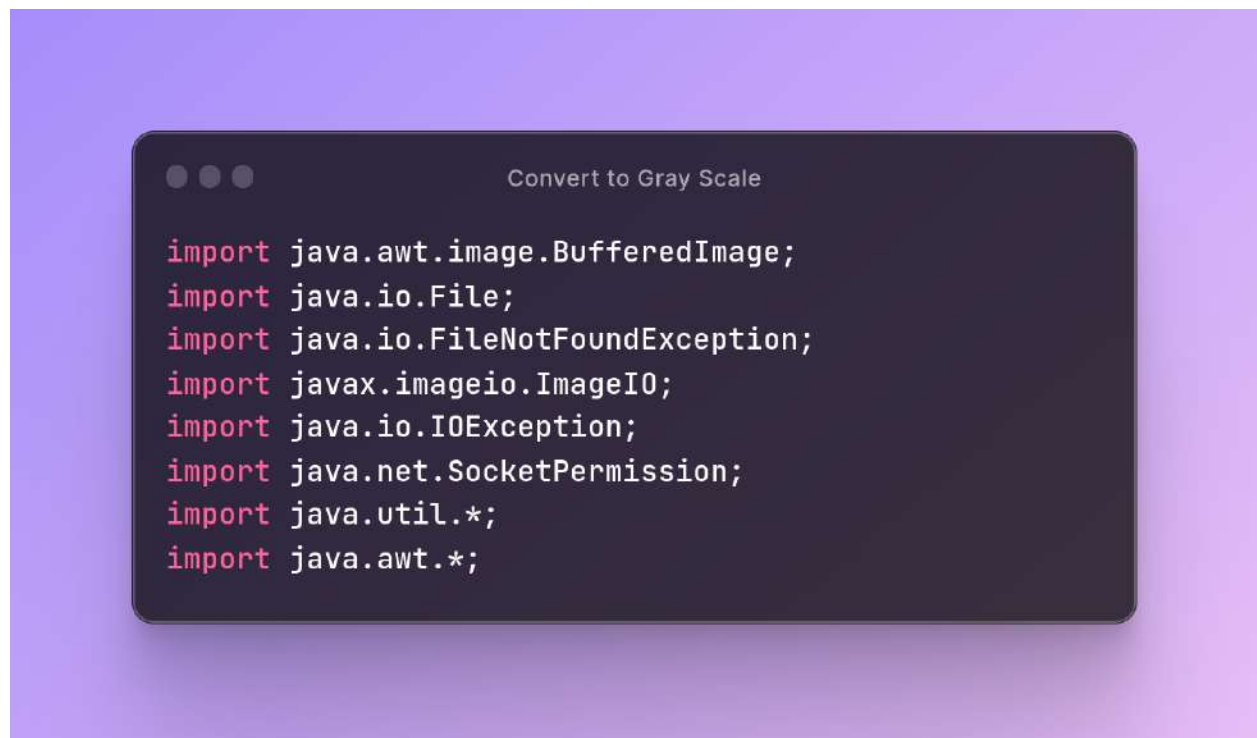 Convert to Gray Scale
import java.awt.image.BufferedImage;
import java.io.File;
import java.io.FileNotFoundException;
import javax.imageio.ImageIO;
import java.io.IOException;
import java.net.SocketPermission;
import java.util.*;
import java.awt.*;